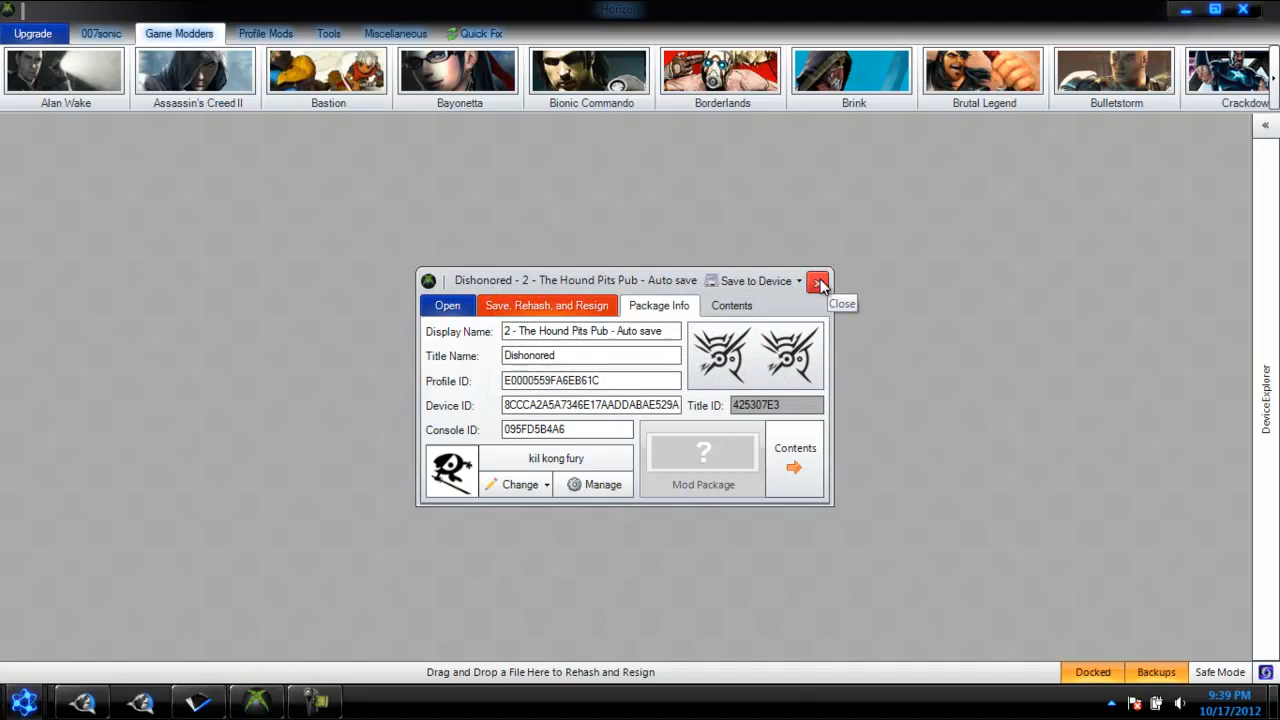 Horizon
Upgrade 007sonic Game Modders Profile Mods Tools Miscellaneous Quick Fix
Alan Wake Assassin's Creed II Bastion Bayonetta Bionic Commando Borderlands Brink Brutal Legend Bulletstorm Crackdow
«
Dishonored - 2 - The Hound Pits Pub - Auto save Save to Device
Close
Open Save, Rehash, and Resign Package Info Contents
Display Name: 2 - The Hound Pits Pub - Auto save
Title Name: Dishonored
Profile ID: E0000559FA6EB61C
Device ID: 8CCCA2A5A7346E17AADDABAE529A Title ID: 425307E3
Console ID: 095FD5B4A6
kil kong fury
Change Manage
?
Mod Package
Contents
DeviceExplorer
Drag and Drop a File Here to Rehash and Resign Docked Backups Safe Mode
9:39 PM
10/17/2012